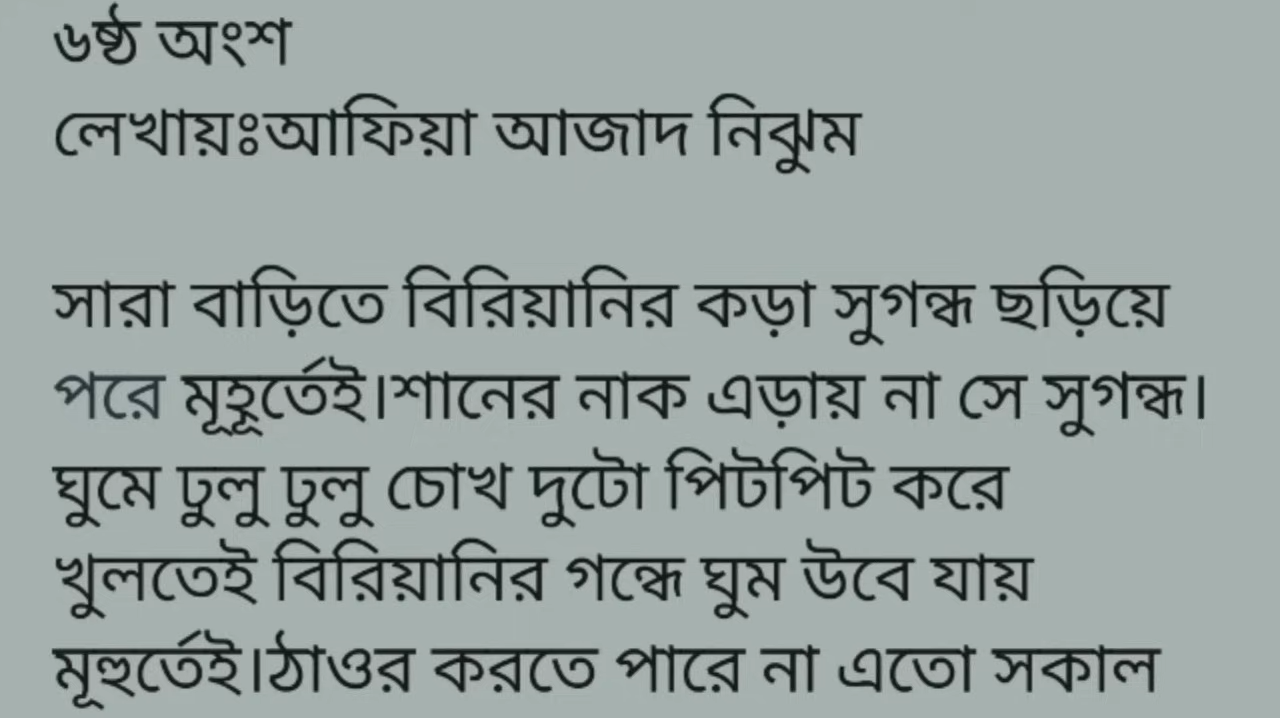 ৬ষ্ঠ অংশ
লেখায়ঃআফিয়া আজাদ নিঝুম
সারা বাড়িতে বিরিয়ানির কড়া সুগন্ধ ছড়িয়ে
পরে মূহূর্তেই।শানের নাক এড়ায় না সে সুগন্ধ।
ঘুমে ঢুলু ঢুলু চোখ দুটো পিটপিট করে
খুলতেই বিরিয়ানির গন্ধে ঘুম উবে যায়
মূহুর্তেই।ঠাওর করতে পারে না এতো সকাল